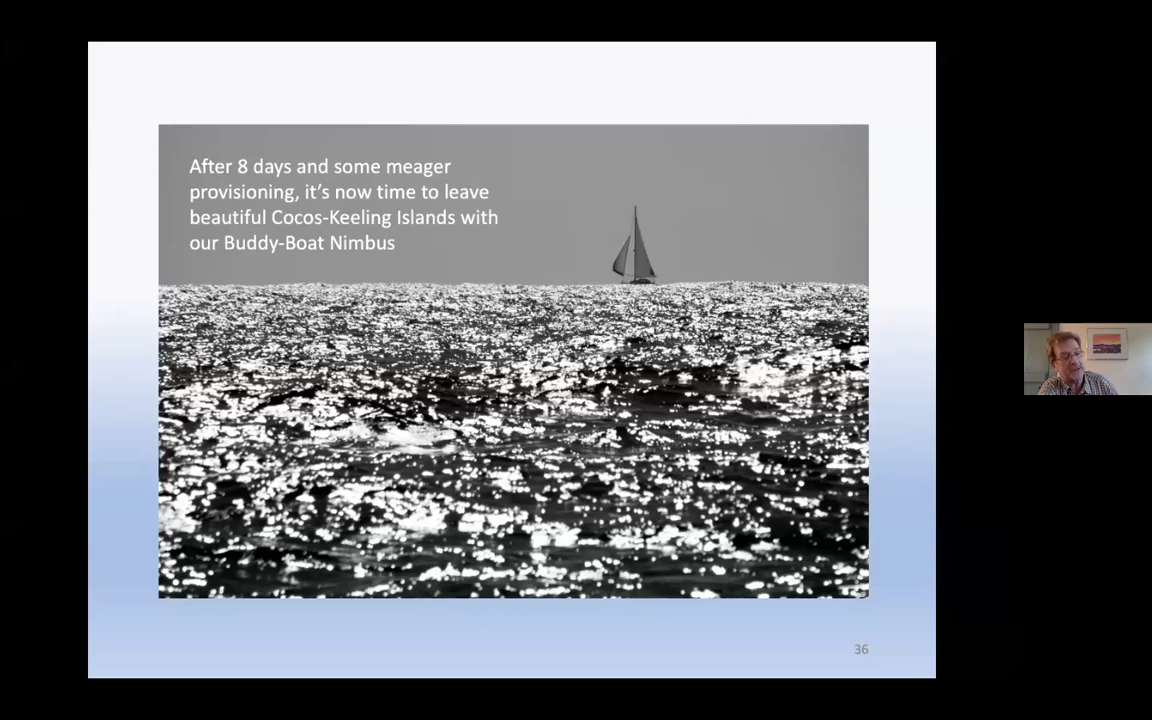 After 8 days and some meager
provisioning, it’s now time to leave
beautiful Cocos-Keeling Islands with
our Buddy-Boat Nimbus
36